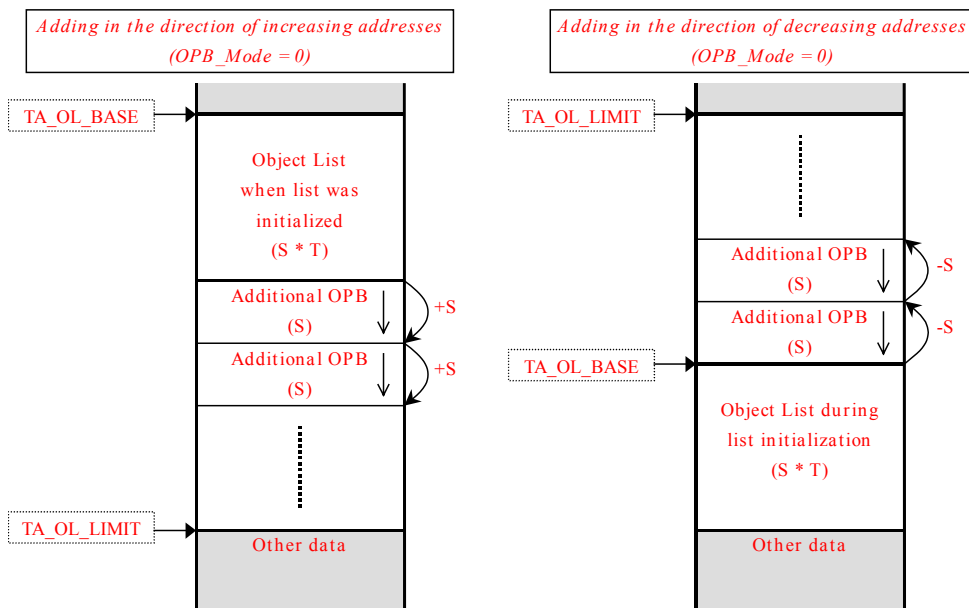 Adding in the direction of increasing addresses
(OPB_Mode = 0)
TA_OL_BASE
Object List
when list was
initialized
(S * T)
Additional OPB
(S)
+S
Additional OPB
(S)
+S
TA_OL_LIMIT
Other data
Adding in the direction of decreasing addresses
(OPB_Mode = 0)
TA_OL_LIMIT
Additional OPB
(S)
-S
Additional OPB
(S)
-S
TA_OL_BASE
Object List during
list initialization
(S * T)
Other data